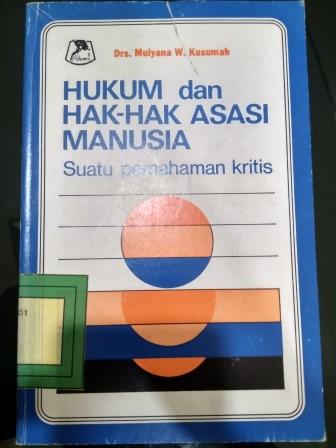 Drs. Mulyana W. Kusumah
HUKUM dan
HAK-HAK ASASI
MANUSIA
Suatu pemahaman kritis